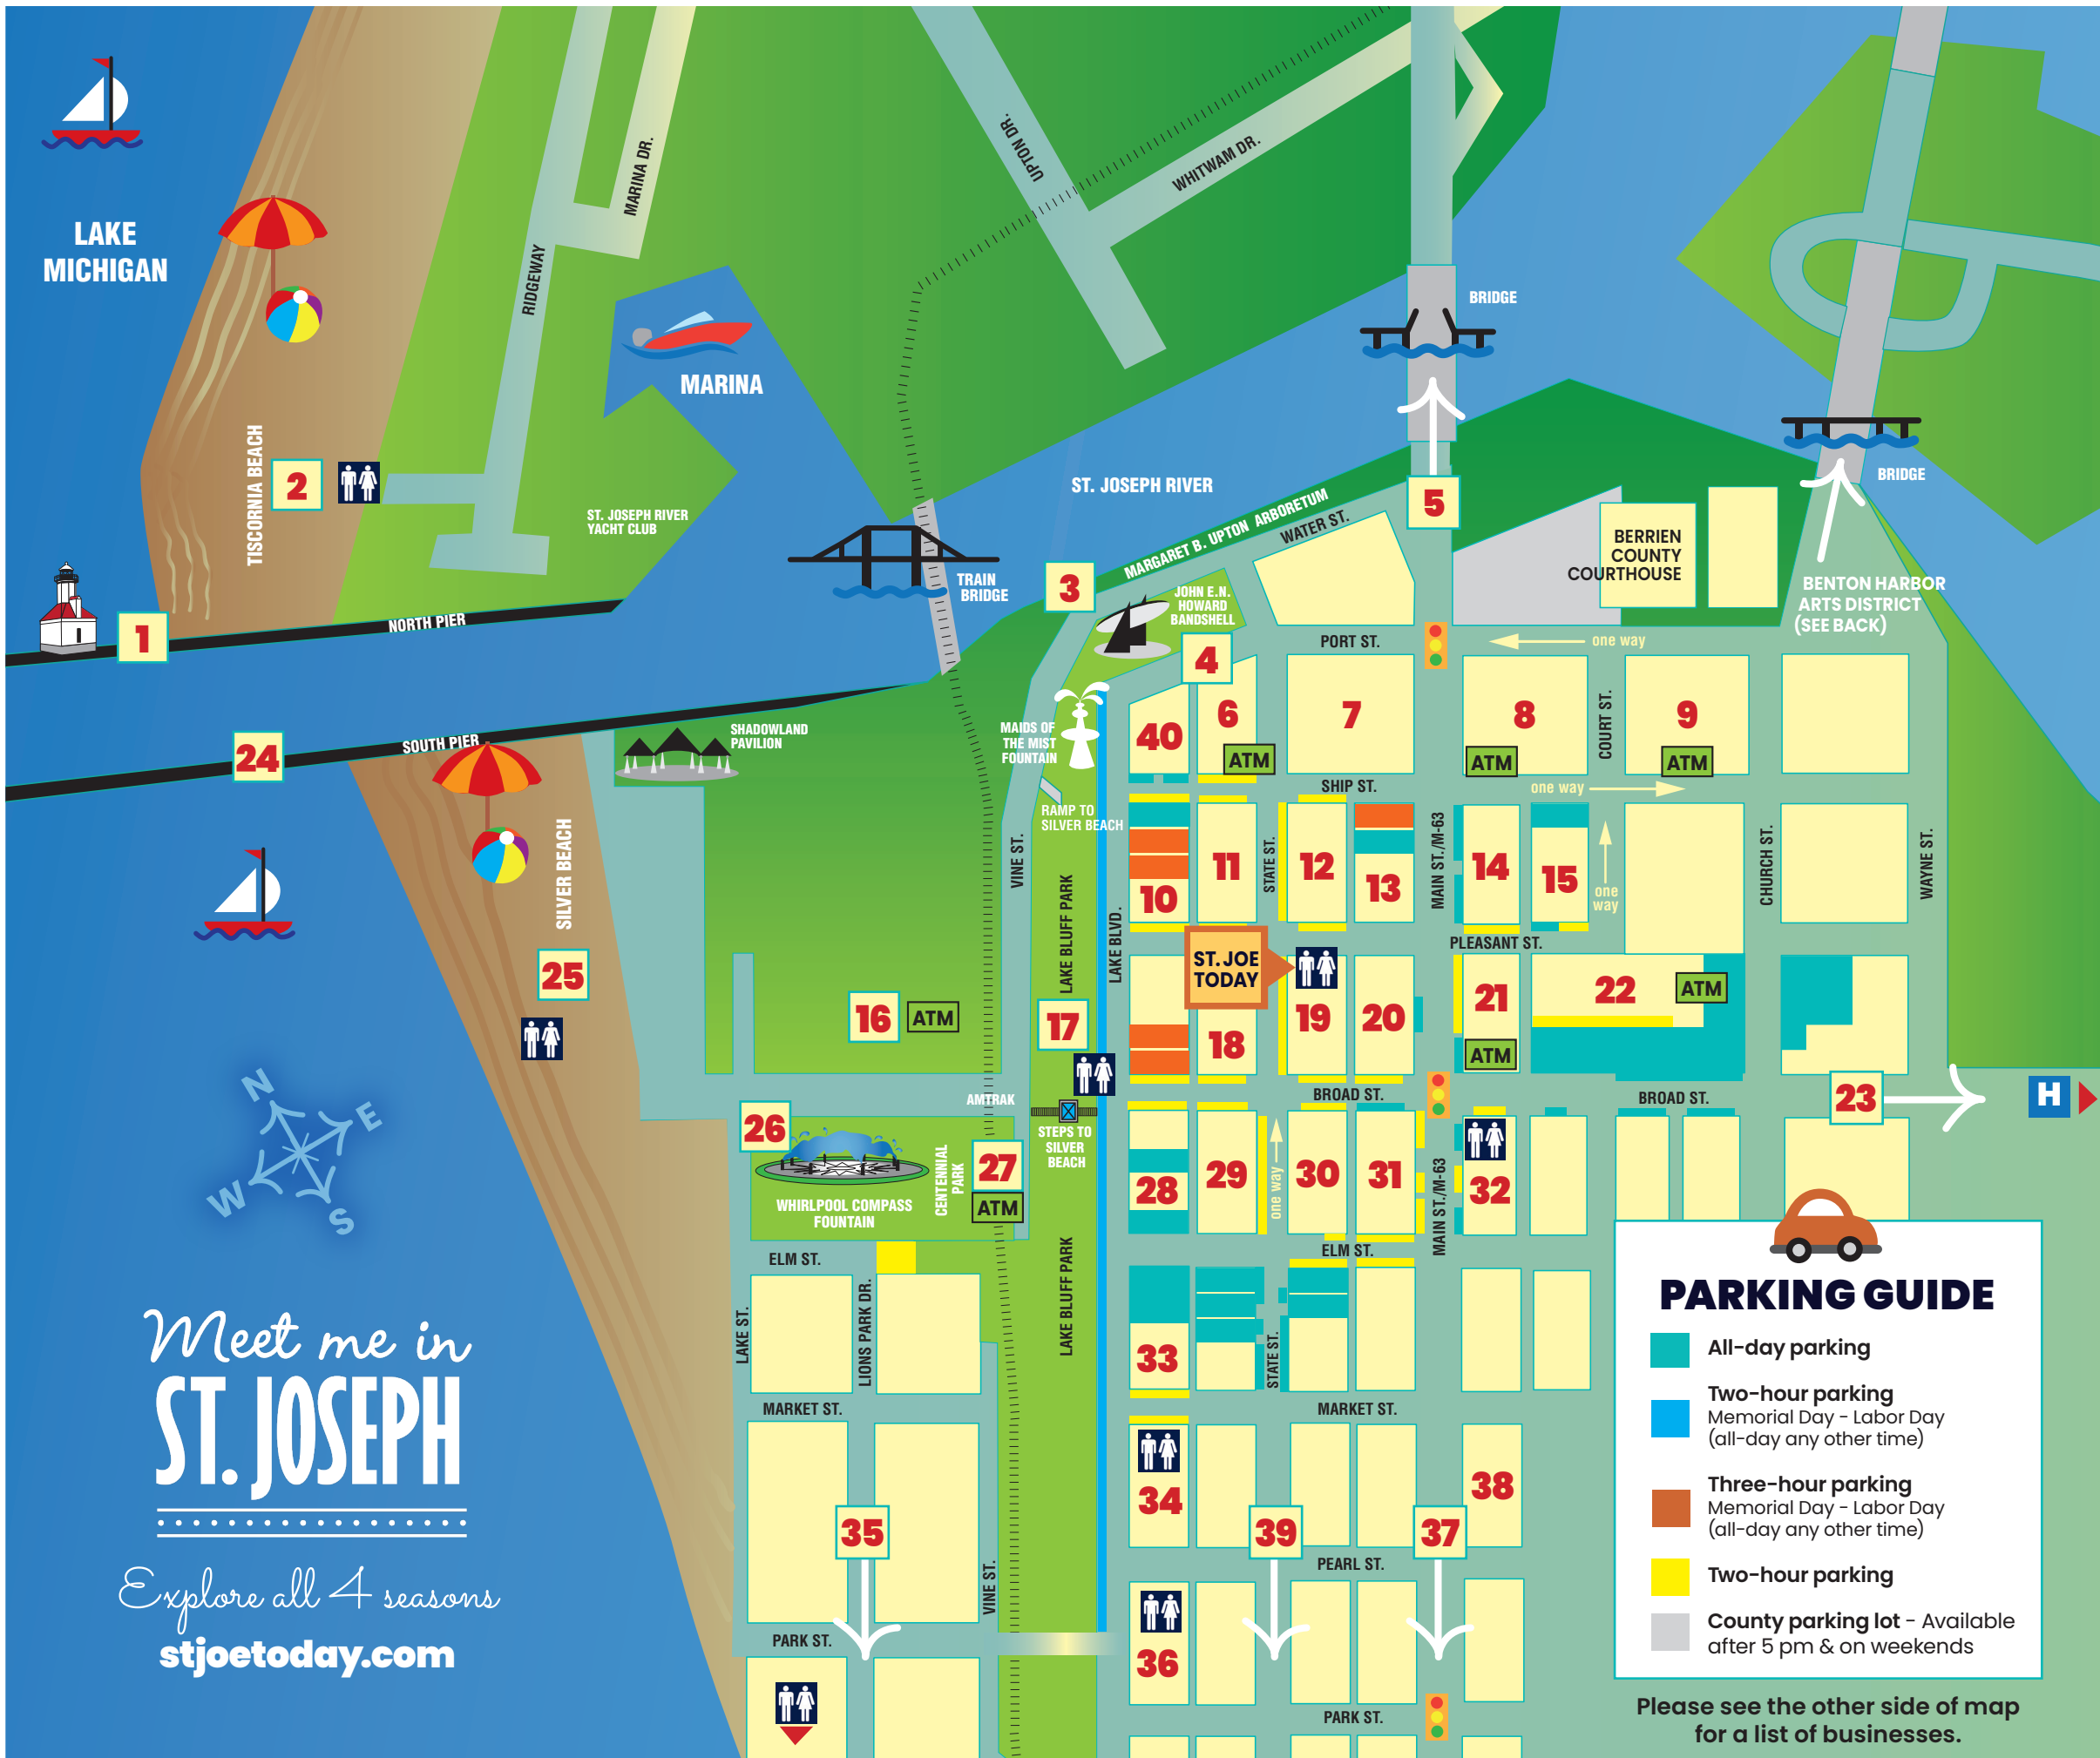 LAKE
MICHIGAN
TISCORNIA BEACH
2
1
RIDGEWAY
MARINA DR.
MARINA
ST. JOSEPH RIVER
YACHT CLUB
NORTH PIER
UPTON DR.
WHITWAM DR.
ST. JOSEPH RIVER
TRAIN
BRIDGE
BRIDGE
BRIDGE
3
MARGARET B. UPTON ARBORETUM
WATER ST.
5
BERRIEN
COUNTY
COURTHOUSE
BENTON HARBOR
ARTS DISTRICT
(SEE BACK)
JOHN E.N.
HOWARD
BANDSHELL
4
PORT ST.
one way
24
SOUTH PIER
SHADOWLAND
PAVILION
MAIDS OF
THE MIST
FOUNTAIN
40
6
ATM
7
8
ATM
COURT ST.
9
ATM
SHIP ST.
one way
RAMP TO
SILVER BEACH
SILVER BEACH
25
VINE ST.
LAKE BLUFF PARK
LAKE BLVD.
10
11
STATE ST.
12
13
MAIN ST./M-63
14
15
one
way
CHURCH ST.
WAYNE ST.
PLEASANT ST.
ST. JOE
TODAY
16
ATM
17
18
19
20
21
ATM
22
ATM
BROAD ST.
BROAD ST.
23
H
AMTRAK
STEPS TO
SILVER
BEACH
26
WHIRLPOOL COMPASS
FOUNTAIN
CENTENNIAL
PARK
27
ATM
28
29
one way
30
31
MAIN ST./M-63
32
N
E
W
S
ELM ST.
ELM ST.
LAKE ST.
LIONS PARK DR.
LAKE BLUFF PARK
33
STATE ST.
MARKET ST.
MARKET ST.
34
35
39
37
38
PEARL ST.
VINE ST.
PARK ST.
36
PARK ST.
Meet me in
ST. JOSEPH
Explore all 4 seasons
stjoetoday.com
PARKING GUIDE
All-day parking
Two-hour parking
Memorial Day - Labor Day
(all-day any other time)
Three-hour parking
Memorial Day - Labor Day
(all-day any other time)
Two-hour parking
County parking lot - Available
after 5 pm & on weekends
Please see the other side of map
for a list of businesses.